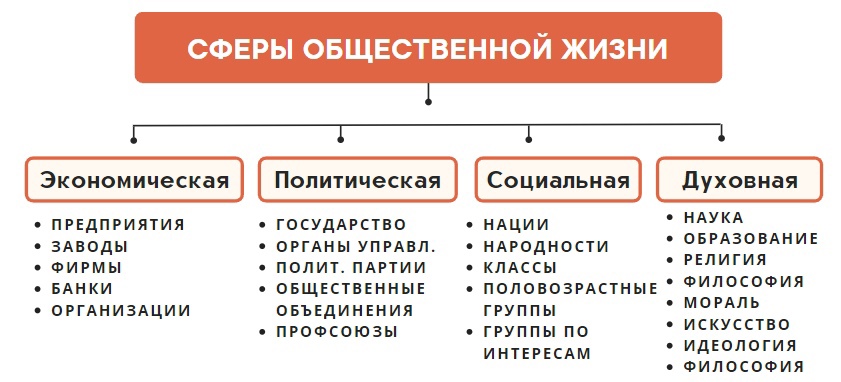 СФЕРЫ ОБЩЕСТВЕННОЙ ЖИЗНИ
Экономическая
• ПРЕДПРИЯТИЯ
• ЗАВОДЫ
• ФИРМЫ
• БАНКИ
• ОРГАНИЗАЦИИ
Политическая
• ГОСУДАРСТВО
• ОРГАНЫ УПРАВЛ.
• ПОЛИТ. ПАРТИИ
• ОБЩЕСТВЕННЫЕ
ОБЪЕДИНЕНИЯ
• ПРОФСОЮЗЫ
Социальная
• НАЦИИ
• НАРОДНОСТИ
• КЛАССЫ
• ПОЛОВОЗРАСТНЫЕ
ГРУППЫ
• ГРУППЫ ПО
ИНТЕРЕСАМ
Духовная
• НАУКА
• ОБРАЗОВАНИЕ
• РЕЛИГИЯ
• ФИЛОСОФИЯ
• МОРАЛЬ
• ИСКУССТВО
• ИДЕОЛОГИЯ
• ФИЛОСОФИЯ